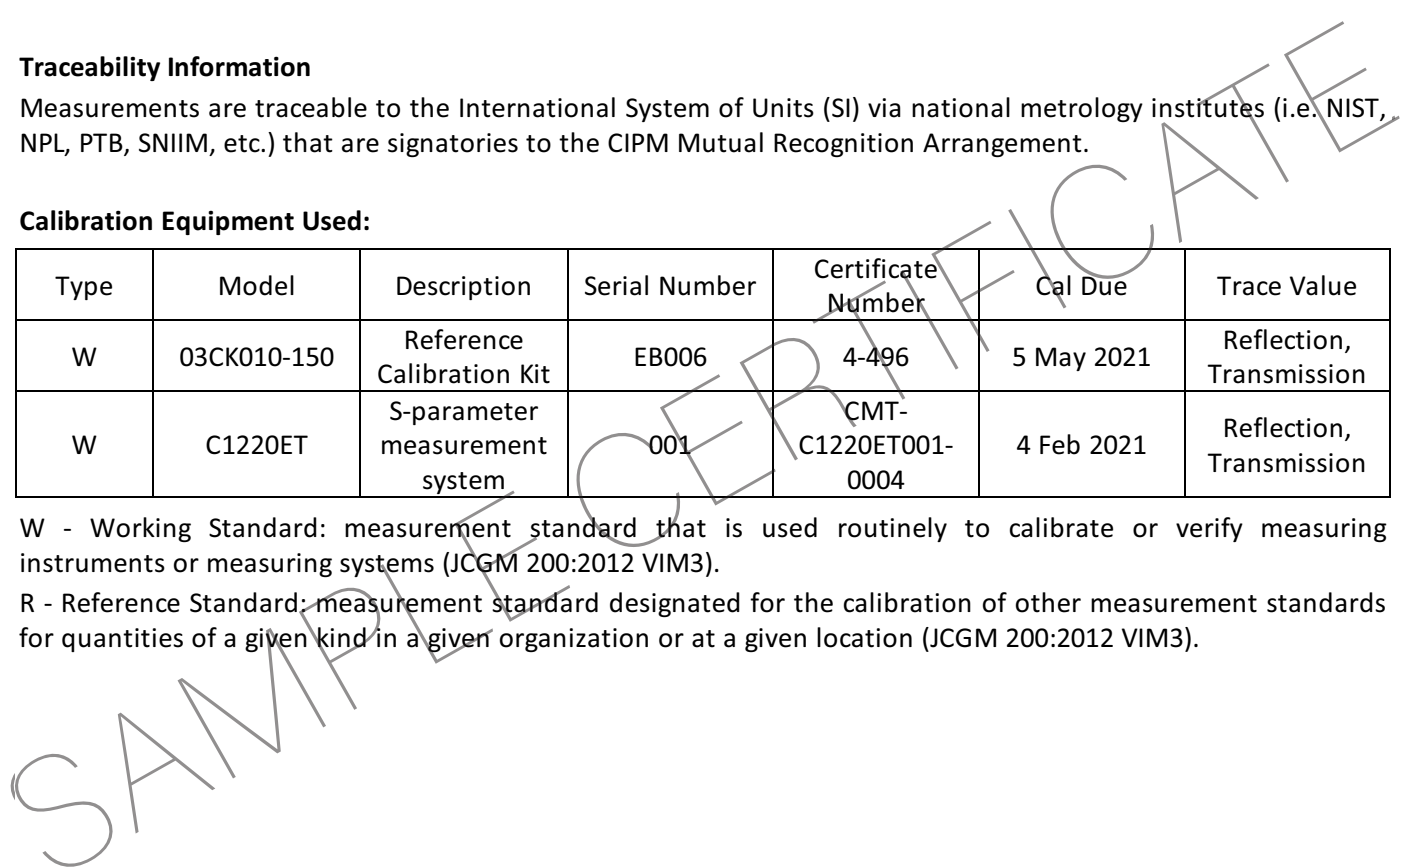 Traceability Information
Measurements are traceable to the International System of Units (SI) via national metrology institutes (i.e. NIST,
NPL, PTB, SNIIM, etc.) that are signatories to the CIPM Mutual Recognition Arrangement.
Calibration Equipment Used:
Type Model Description Serial Number Certificate Number Cal Due Trace Value
W 03CK010-150 Reference Calibration Kit EB006 4-496 5 May 2021 Reflection, Transmission
W C1220ET S-parameter measurement system 001 CMT-C1220ET001-0004 4 Feb 2021 Reflection, Transmission
W - Working Standard: measurement standard that is used routinely to calibrate or verify measuring
instruments or measuring systems (JCGM 200:2012 VIM3).
R - Reference Standard: measurement standard designated for the calibration of other measurement standards
for quantities of a given kind in a given organization or at a given location (JCGM 200:2012 VIM3).
SAMPLE CERTIFICATE